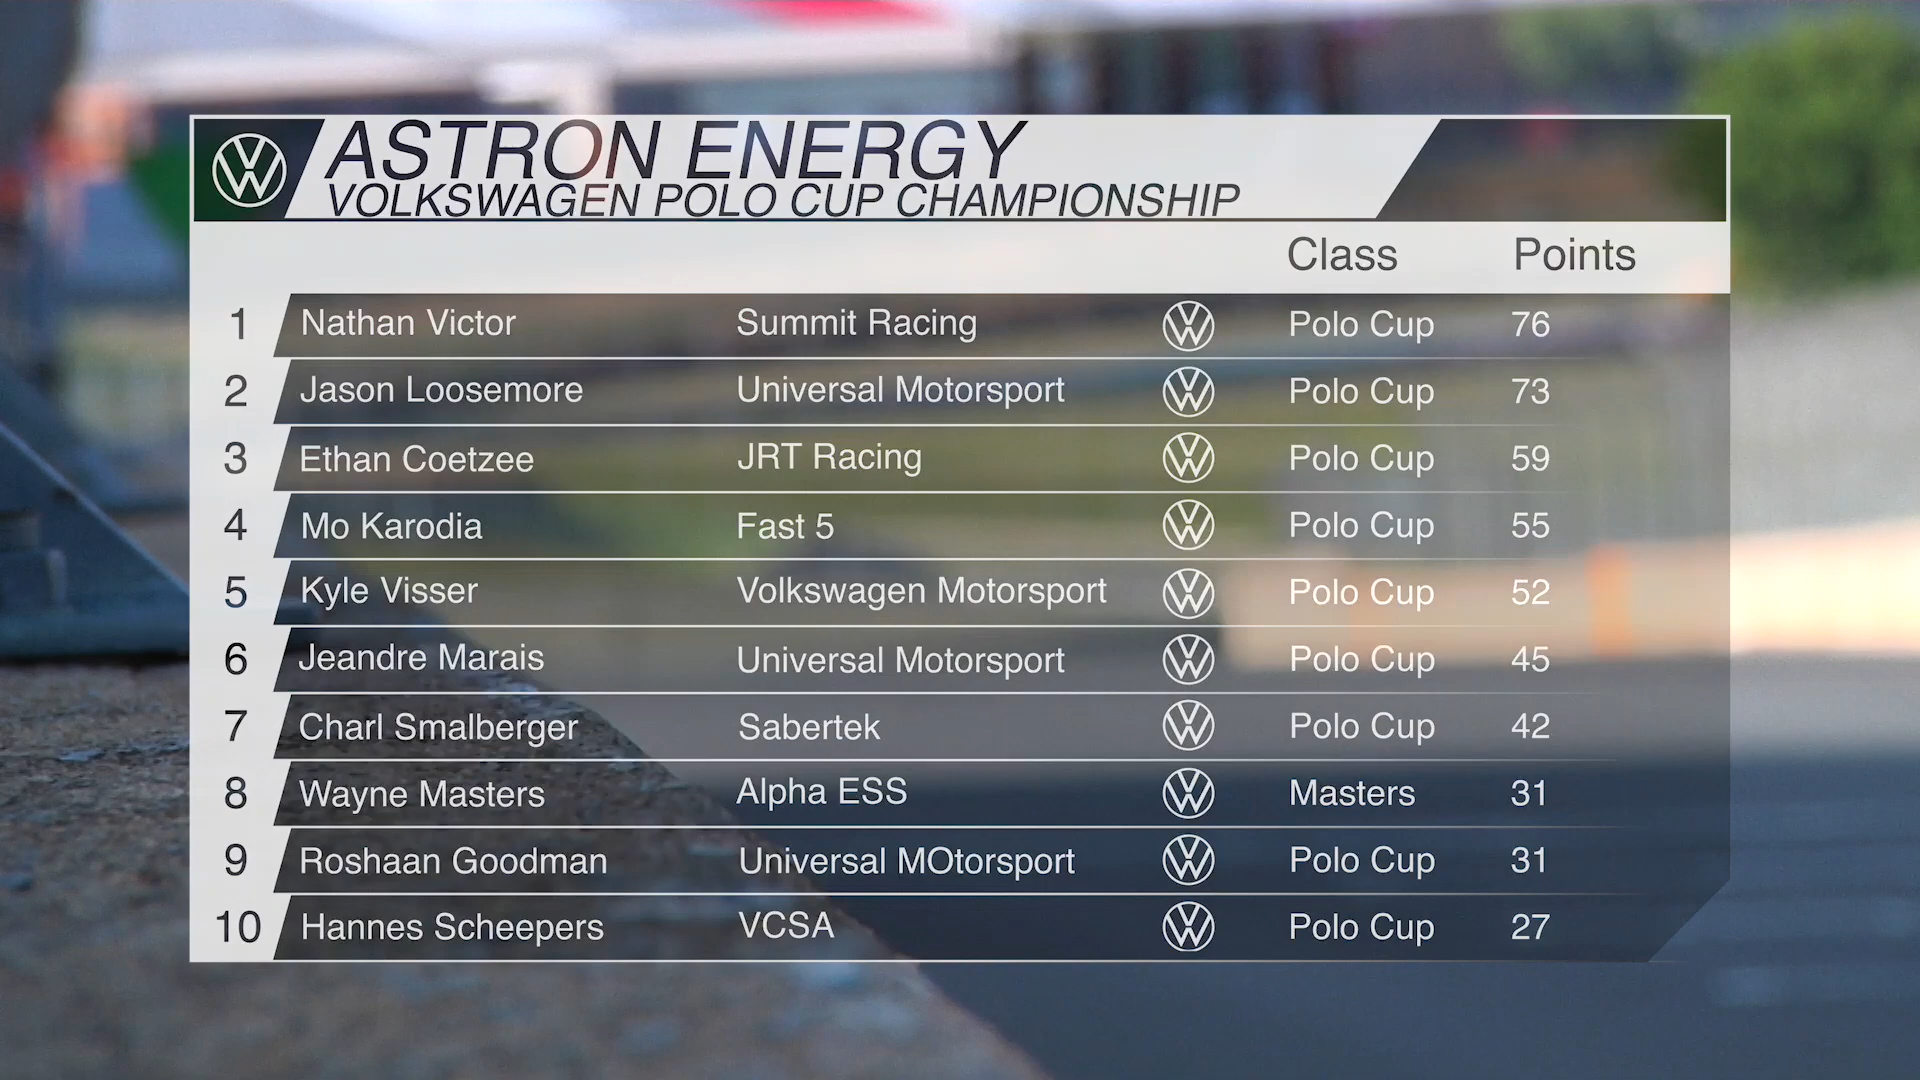 ASTRON ENERGY
VOLKSWAGEN POLO CUP CHAMPIONSHIP
Class Points
1 Nathan Victor Summit Racing Polo Cup 76
2 Jason Loosemore Universal Motorsport Polo Cup 73
3 Ethan Coetzee JRT Racing Polo Cup 59
4 Mo Karodia Fast 5 Polo Cup 55
5 Kyle Visser Volkswagen Motorsport Polo Cup 52
6 Jeandre Marais Universal Motorsport Polo Cup 45
7 Charl Smalberger Sabertek Polo Cup 42
8 Wayne Masters Alpha ESS Masters 31
9 Roshaan Goodman Universal MOtorsport Polo Cup 31
10 Hannes Scheepers VCSA Polo Cup 27